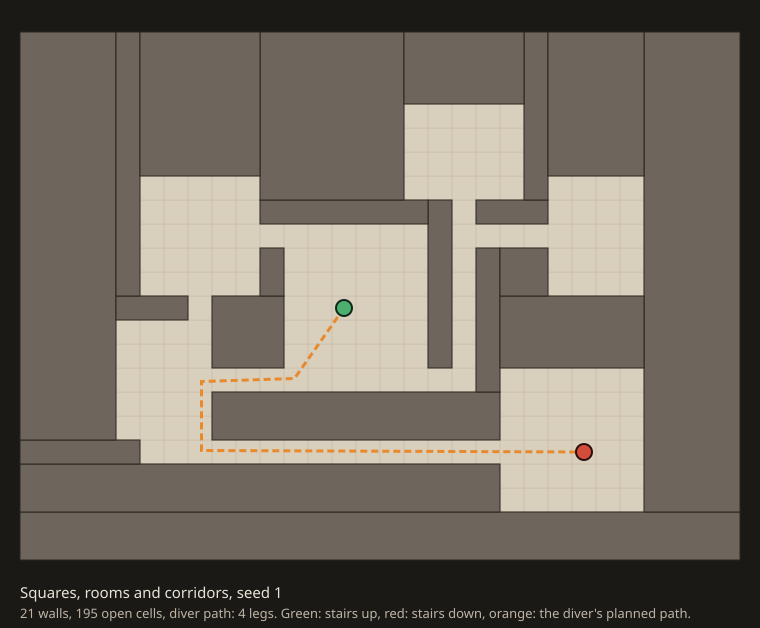 Squares, rooms and corridors, seed 1
21 walls, 195 open cells, diver path: 4 legs. Green: stairs up, red: stairs down, orange: the diver's planned path.